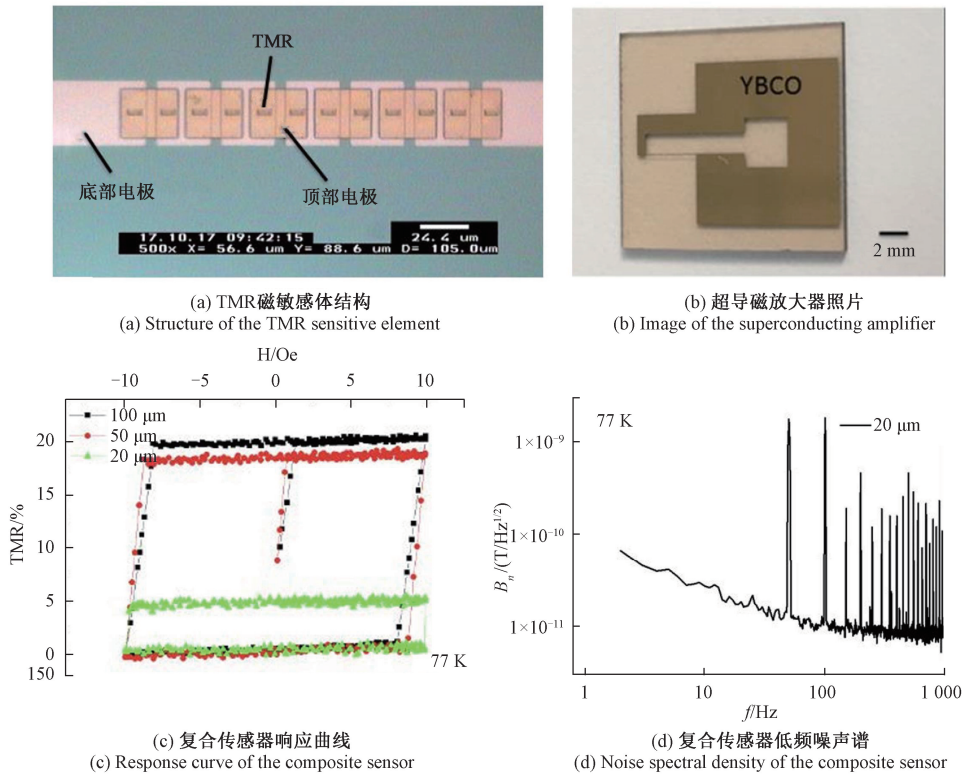 TMR
底部电极
顶部电极
17.10.17 09:42:15
500x X= 56.6 um Y= 88.6 um
24.4 um
D= 105.0um
(a) TMR磁敏感体结构
(a) Structure of the TMR sensitive element
YBCO
2 mm
(b) 超导磁放大器照片
(b) Image of the superconducting amplifier
H/Oe
−10 −5 0 5 10
100 μm
50 μm
20 μm
TMR/%
20
15
10
5
0
150
77 K
(c) 复合传感器响应曲线
(c) Response curve of the composite sensor
77 K
20 μm
Bn/(T/Hz1/2)
1×10−9
1×10−10
1×10−11
1 10 100 1 000
f/Hz
(d) 复合传感器低频噪声谱
(d) Noise spectral density of the composite sensor